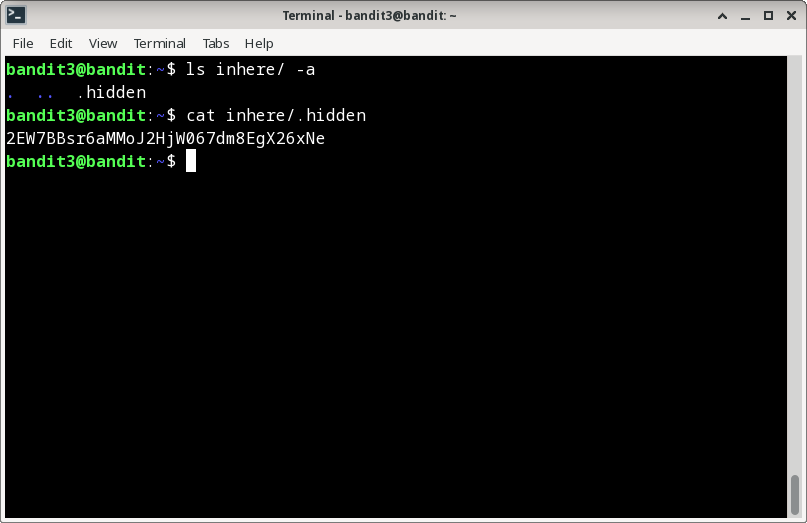 Terminal - bandit3@bandit: ~
File Edit View Terminal Tabs Help
bandit3@bandit:~$ ls inhere/ -a
. .. .hidden
bandit3@bandit:~$ cat inhere/.hidden
2EW7BBsr6aMMoJ2HjW067dm8EgX26xNe
bandit3@bandit:~$